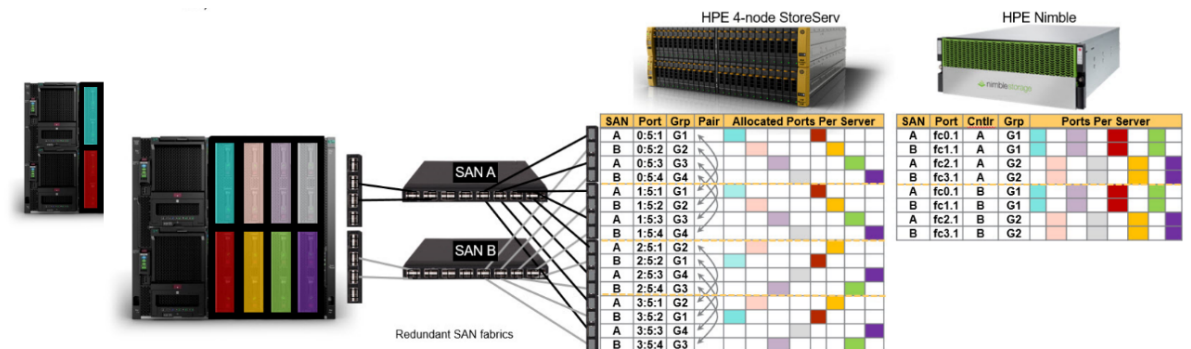 HPE 4-node StoreServ
HPE Nimble
nimblestorage
SAN Port Grp Pair Allocated Ports Per Server
A 0:5:1 G1
B 0:5:2 G2
A 0:5:3 G3
B 0:5:4 G4
A 1:5:1 G1
B 1:5:2 G2
A 1:5:3 G3
B 1:5:4 G4
A 2:5:1 G2
B 2:5:2 G1
A 2:5:3 G4
B 2:5:4 G3
A 3:5:1 G2
B 3:5:2 G1
A 3:5:3 G4
B 3:5:4 G3
SAN Port Cntlr Grp Ports Per Server
A fc0.1 A G1
B fc1.1 A G1
A fc2.1 A G2
B fc3.1 A G2
A fc0.1 B G1
B fc1.1 B G1
A fc2.1 B G2
B fc3.1 B G2
SAN A
SAN B
Redundant SAN fabrics